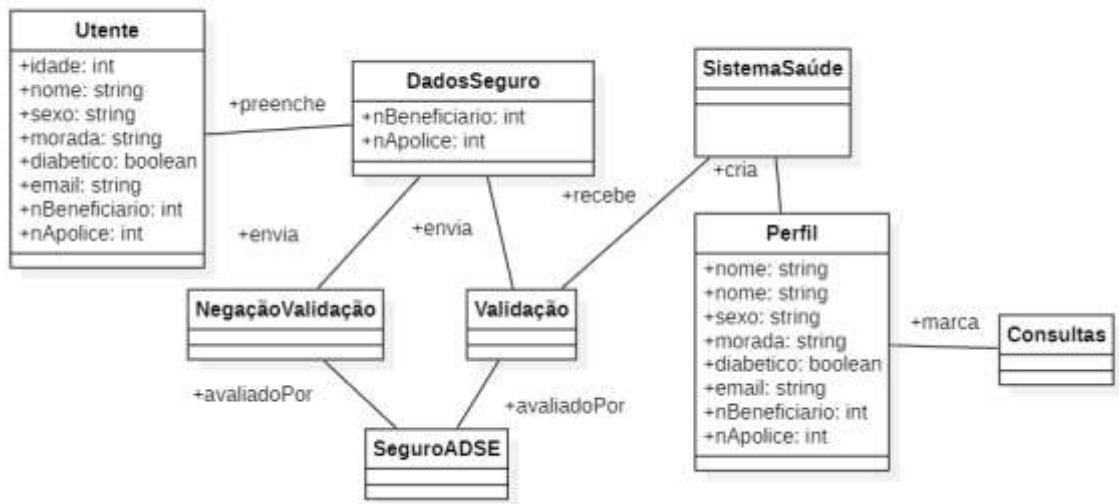 Utente
+idade: int
+nome: string
+sexo: string
+morada: string
+diabetico: boolean
+email: string
+nBeneficiario: int
+nApolice: int
+preenche
DadosSeguro
+nBeneficiario: int
+nApolice: int
SistemaSaúde
+envia
+envia
+recebe
+cria
NegaçãoValidação
Validação
+avaliadoPor
+avaliadoPor
SeguroADSE
Perfil
+nome: string
+nome: string
+sexo: string
+morada: string
+diabetico: boolean
+email: string
+nBeneficiario: int
+nApolice: int
+marca
Consultas